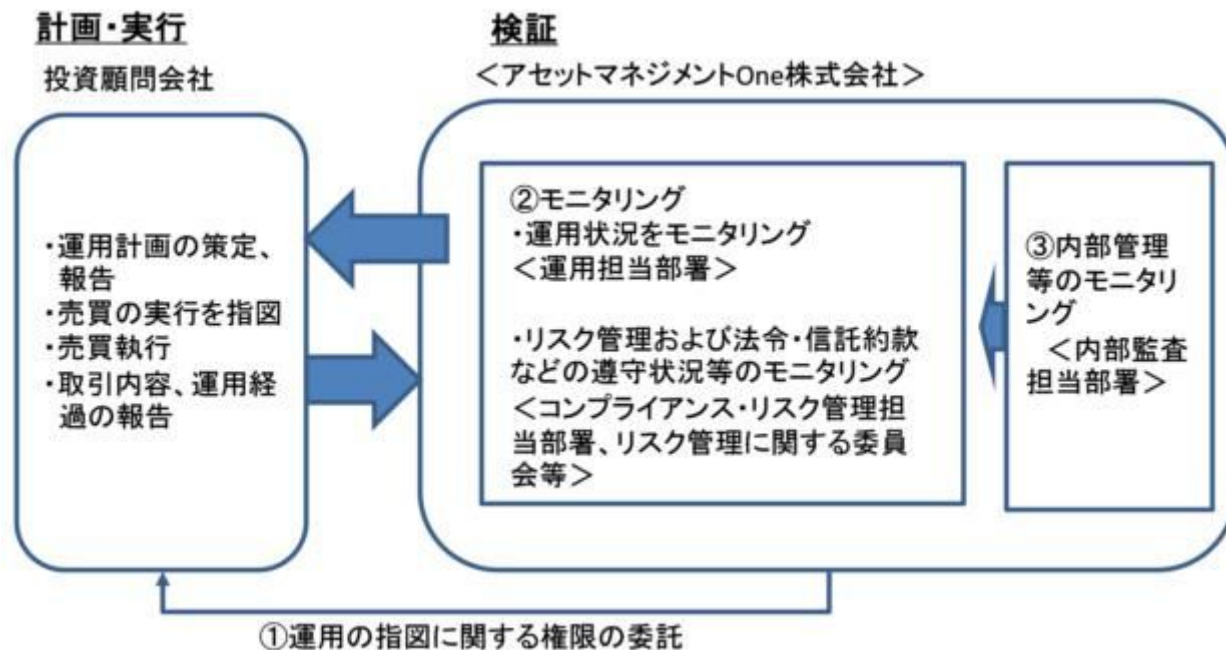 計画・実行
投資顧問会社
・運用計画の策定、
報告
・売買の実行を指図
・売買執行
・取引内容、運用経
過の報告
検証
＜アセットマネジメントOne株式会社＞
②モニタリング
・運用状況をモニタリング
＜運用担当部署＞
・リスク管理および法令・信託約款
などの遵守状況等のモニタリング
＜コンプライアンス・リスク管理担
当部署、リスク管理に関する委員
会等＞
③内部管理
等のモニタリ
ング
＜内部監査
担当部署＞
①運用の指図に関する権限の委託